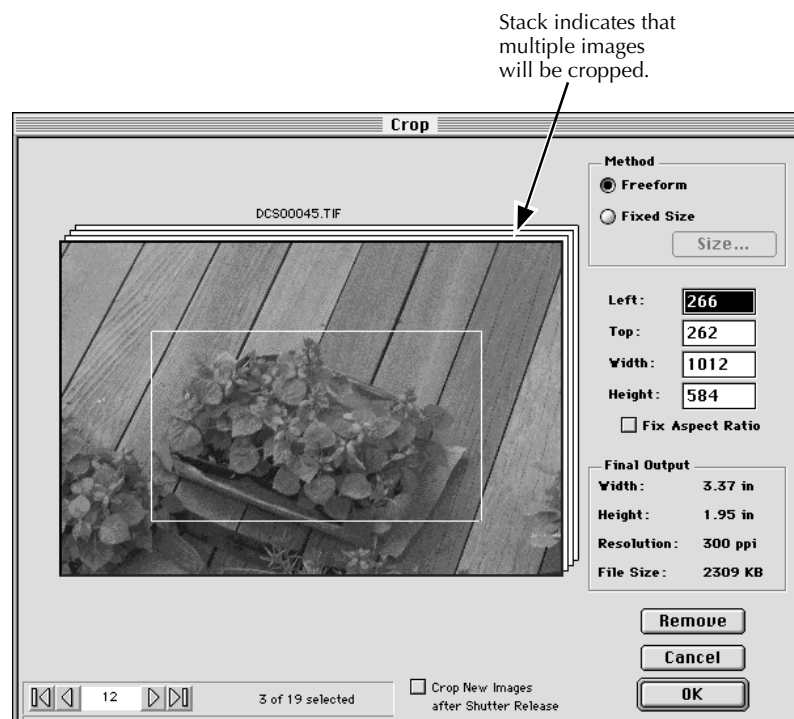 Stack indicates that
multiple images
will be cropped.
Crop
DCS00045.TIF
Method
Freeform
Fixed Size
Size...
Left: 266
Top: 262
Width: 1012
Height: 584
Fix Aspect Ratio
Final Output
Width: 3.37 in
Height: 1.95 in
Resolution: 300 ppi
File Size: 2309 KB
Remove
Cancel
OK
12
3 of 19 selected
Crop New Images
after Shutter Release